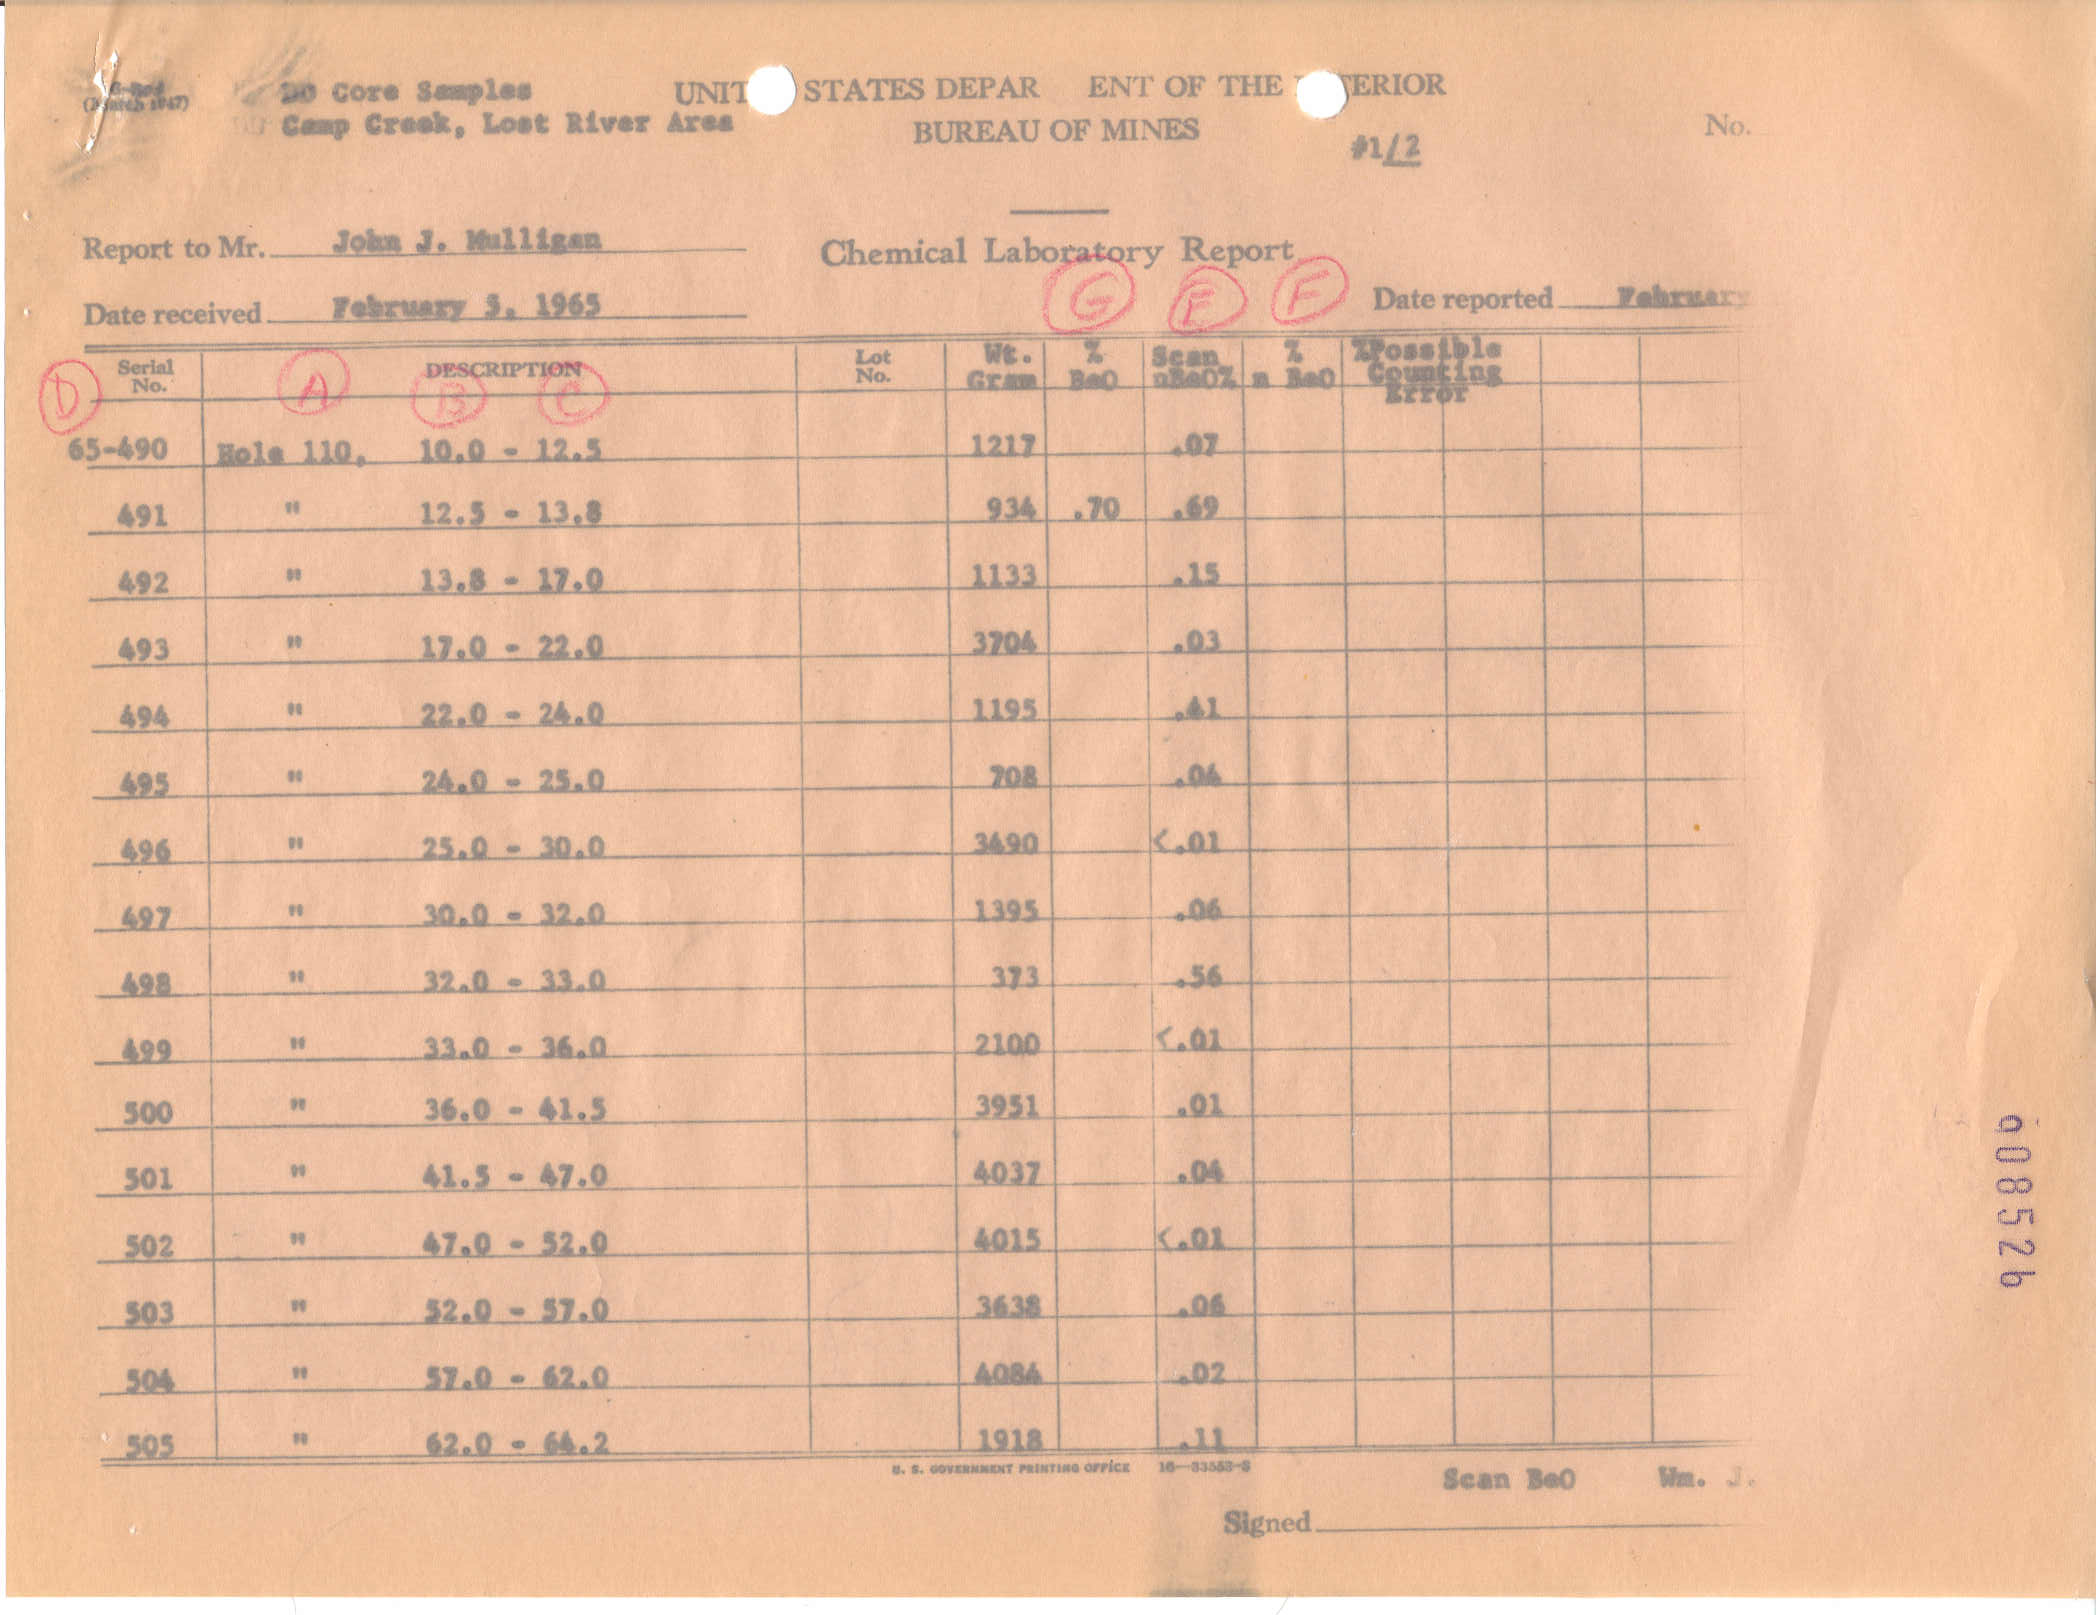 (March 1947)
DD Core Samples
Camp Creek, Lost River Area
UNIT STATES DEPAR ENT OF THE TERIOR
BUREAU OF MINES
#1/2
No.
Report to Mr. John J. Mulligan
Chemical Laboratory Report
Date received February 3, 1965
G E F
Date reported February
D A B C
Serial No. DESCRIPTION Lot No. Wt. Gram % BeO Scan nBeO% % n BeO %Possible Counting Error
65-490 Hole 110, 10.0 - 12.5 1217 .07
491 " 12.5 - 13.8 934 .70 .69
492 " 13.8 - 17.0 1133 .15
493 " 17.0 - 22.0 3704 .03
494 " 22.0 - 24.0 1195 .41
495 " 24.0 - 25.0 708 .04
496 " 25.0 - 30.0 3490 <.01
497 " 30.0 - 32.0 1395 .06
498 " 32.0 - 33.0 373 .56
499 " 33.0 - 36.0 2100 <.01
500 " 36.0 - 41.5 3951 .01
501 " 41.5 - 47.0 4037 .04
502 " 47.0 - 52.0 4015 <.01
503 " 52.0 - 57.0 3638 .06
504 " 57.0 - 62.0 4084 .02
505 " 62.0 - 64.2 1918 .11
U. S. GOVERNMENT PRINTING OFFICE 16—33553-5
Scan BeO Wm. J.
Signed